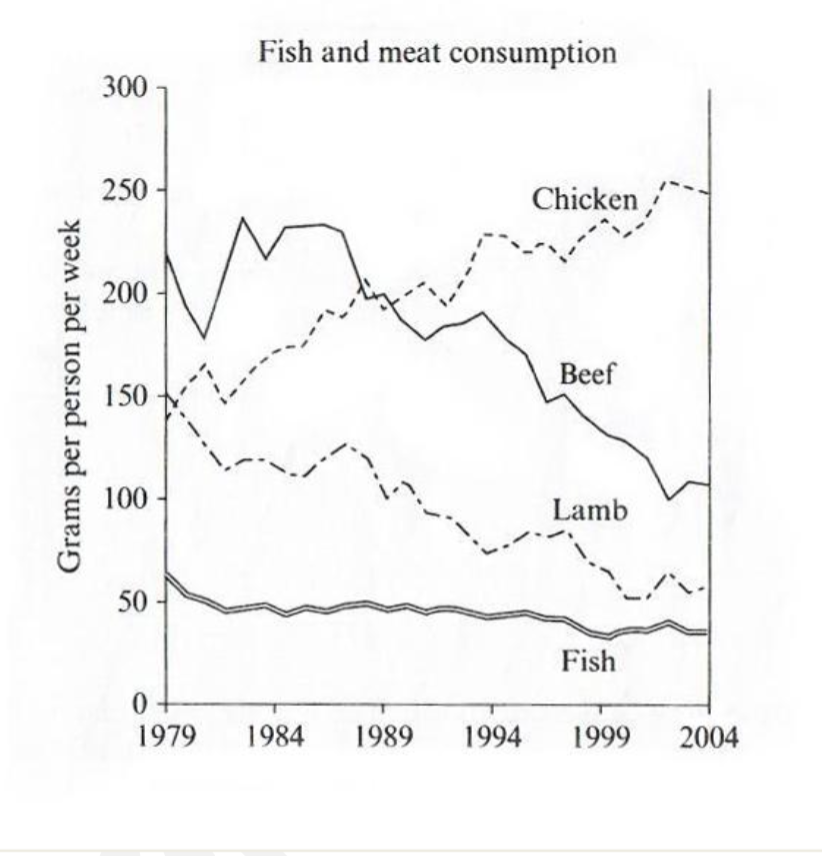 Fish and meat consumption
300
250
200
150
100
50
0
Grams per person per week
Chicken
Beef
Lamb
Fish
1979 1984 1989 1994 1999 2004